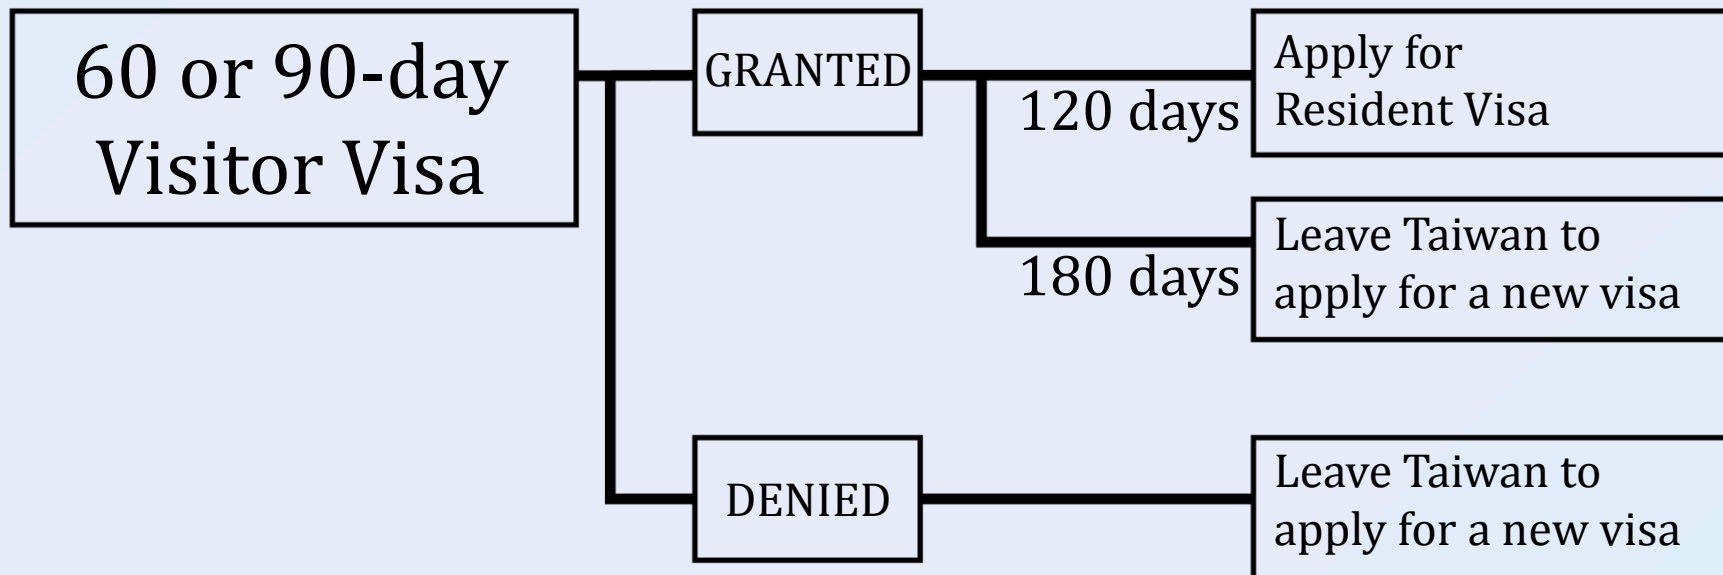 60 or 90-day
Visitor Visa
GRANTED
120 days
Apply for
Resident Visa
180 days
Leave Taiwan to
apply for a new visa
DENIED
Leave Taiwan to
apply for a new visa